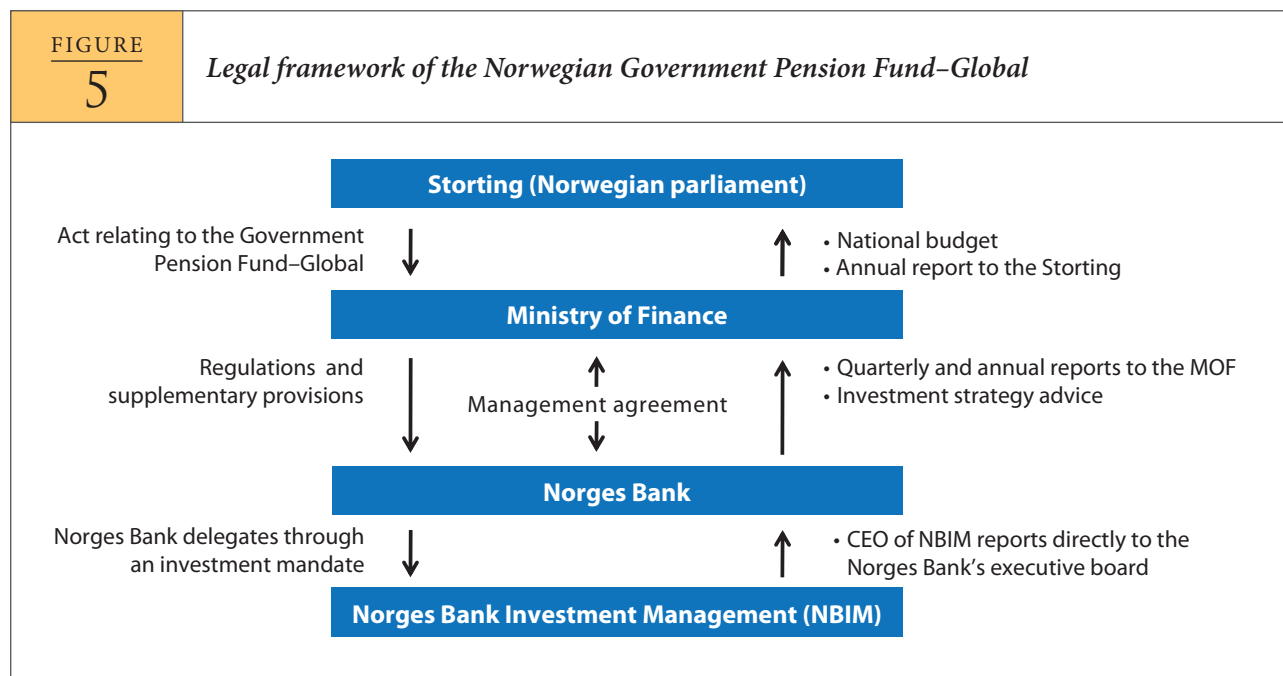 FIGURE
5
Legal framework of the Norwegian Government Pension Fund–Global
Storting (Norwegian parliament)
Act relating to the Government
Pension Fund–Global
• National budget
• Annual report to the Storting
Ministry of Finance
Regulations and
supplementary provisions
Management agreement
• Quarterly and annual reports to the MOF
• Investment strategy advice
Norges Bank
Norges Bank delegates through
an investment mandate
• CEO of NBIM reports directly to the
Norges Bank’s executive board
Norges Bank Investment Management (NBIM)